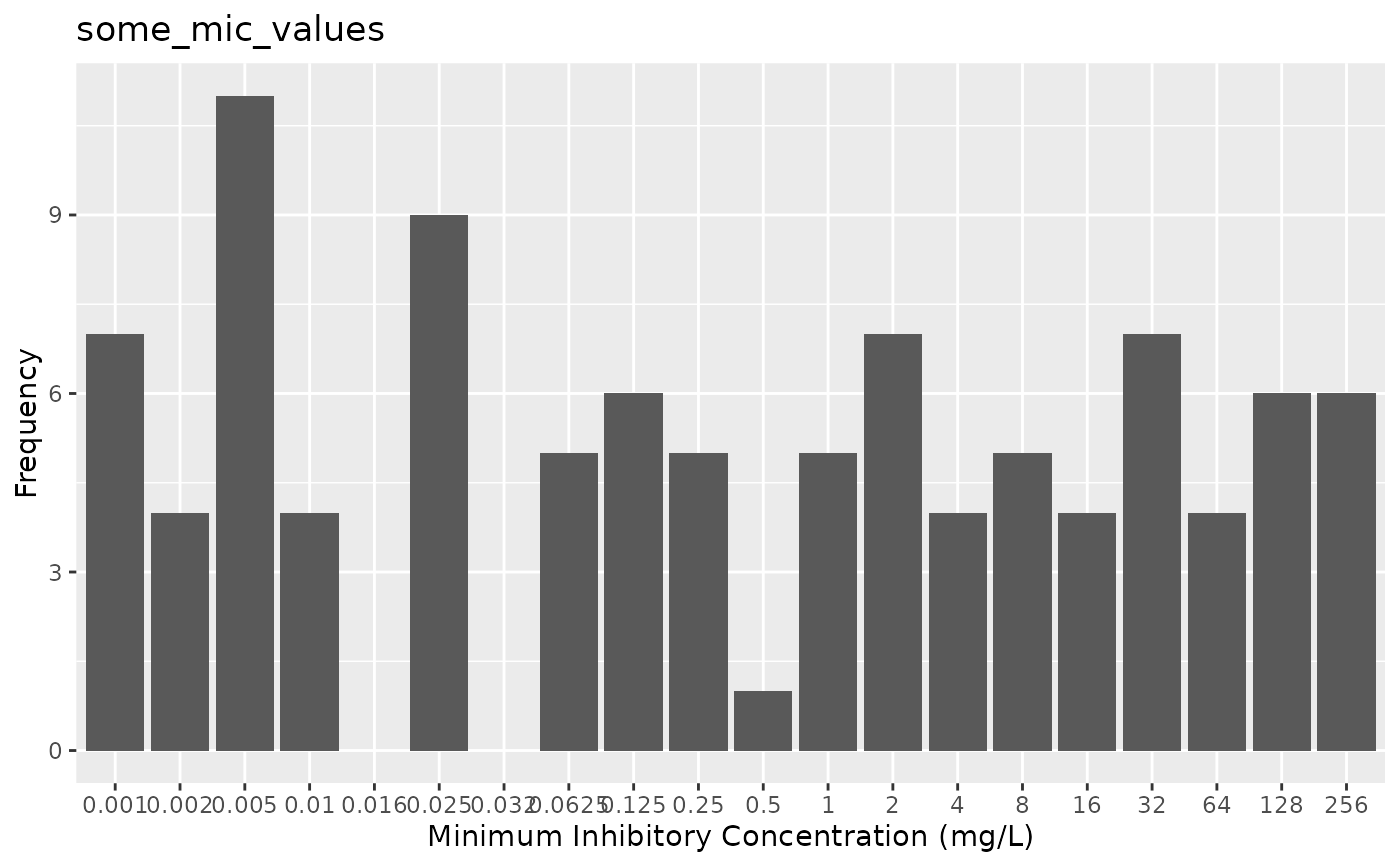 some_mic_values
Frequency
9
6
3
0
0.001 0.002 0.005 0.01 0.016 0.025 0.032 0.0625 0.125 0.25 0.5 1 2 4 8 16 32 64 128 256
Minimum Inhibitory Concentration (mg/L)